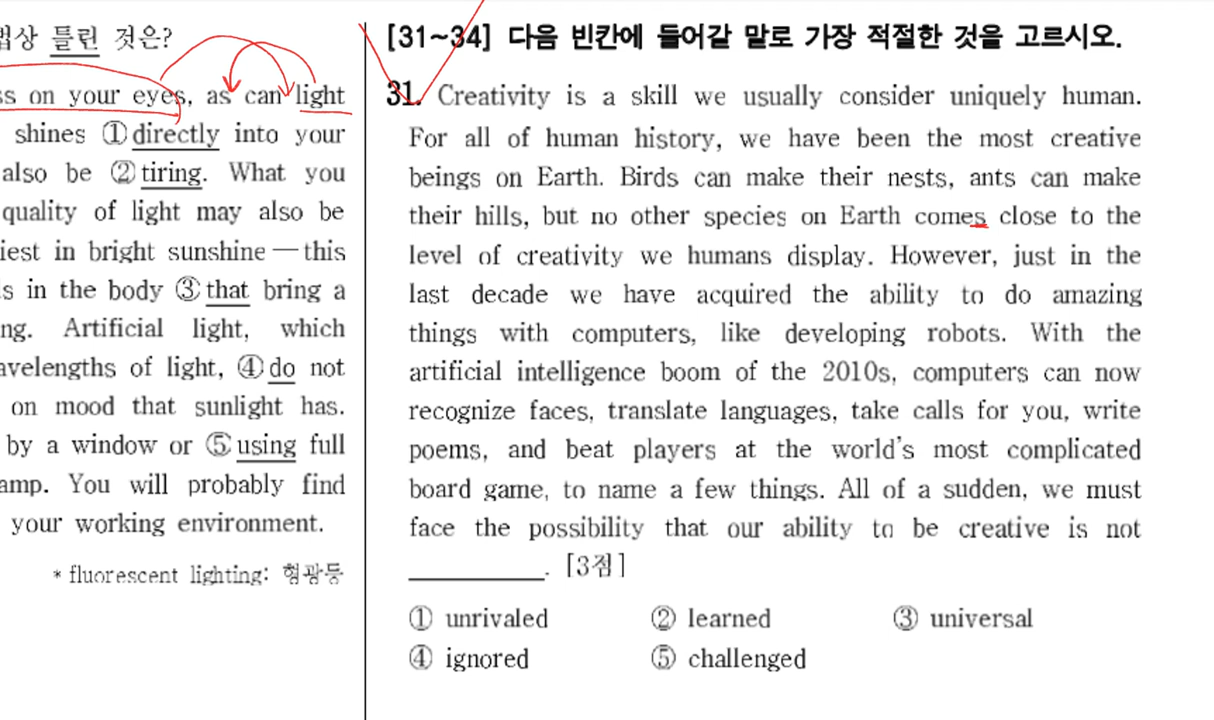 법상 틀린 것은?
ss on your eyes, as can light
shines ①directly into your
also be ②tiring. What you
quality of light may also be
iest in bright sunshine — this
s in the body ③that bring a
ng. Artificial light, which
avelengths of light, ④do not
on mood that sunlight has.
by a window or ⑤using full
amp. You will probably find
your working environment.
* fluorescent lighting: 형광등
[31~34] 다음 빈칸에 들어갈 말로 가장 적절한 것을 고르시오.
31. Creativity is a skill we usually consider uniquely human.
For all of human history, we have been the most creative
beings on Earth. Birds can make their nests, ants can make
their hills, but no other species on Earth comes close to the
level of creativity we humans display. However, just in the
last decade we have acquired the ability to do amazing
things with computers, like developing robots. With the
artificial intelligence boom of the 2010s, computers can now
recognize faces, translate languages, take calls for you, write
poems, and beat players at the world's most complicated
board game, to name a few things. All of a sudden, we must
face the possibility that our ability to be creative is not
__________. [3점]
① unrivaled ② learned ③ universal
④ ignored ⑤ challenged